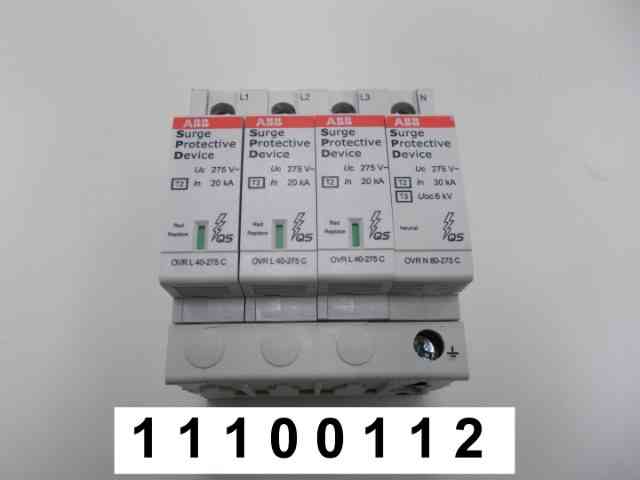 L1 L2 L3 N
ABB
Surge
Protective
Device
Uc 275 V~
T2 In 20 kA
Red
Replace
QS
OVR L 40-275 C
ABB
Surge
Protective
Device
Uc 275 V~
T2 In 20 kA
Red
Replace
QS
OVR L 40-275 C
ABB
Surge
Protective
Device
Uc 275 V~
T2 In 20 kA
Red
Replace
QS
OVR L 40-275 C
ABB
Surge
Protective
Device
Uc 275 V~
T2 In 30 kA
T3 Uoc 6 kV
Neutral
QS
OVR N 80-275 C
11100112